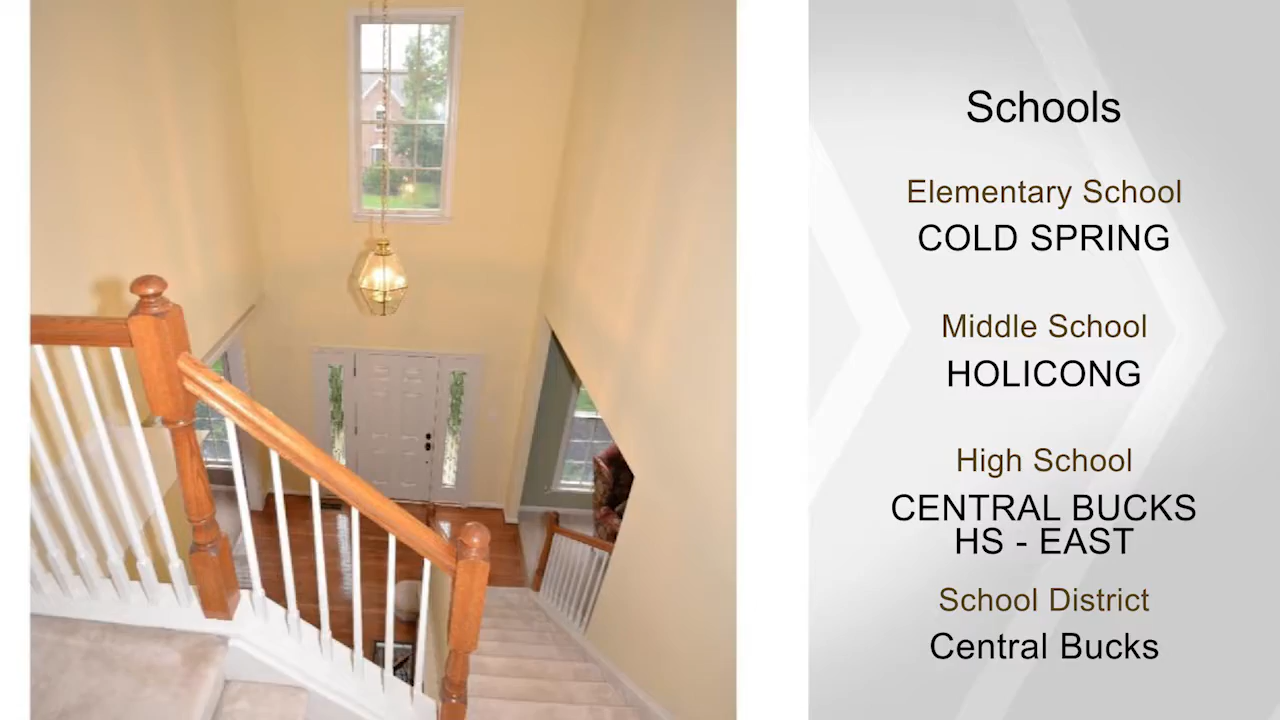 Schools
Elementary School
COLD SPRING
Middle School
HOLICONG
High School
CENTRAL BUCKS
HS - EAST
School District
Central Bucks